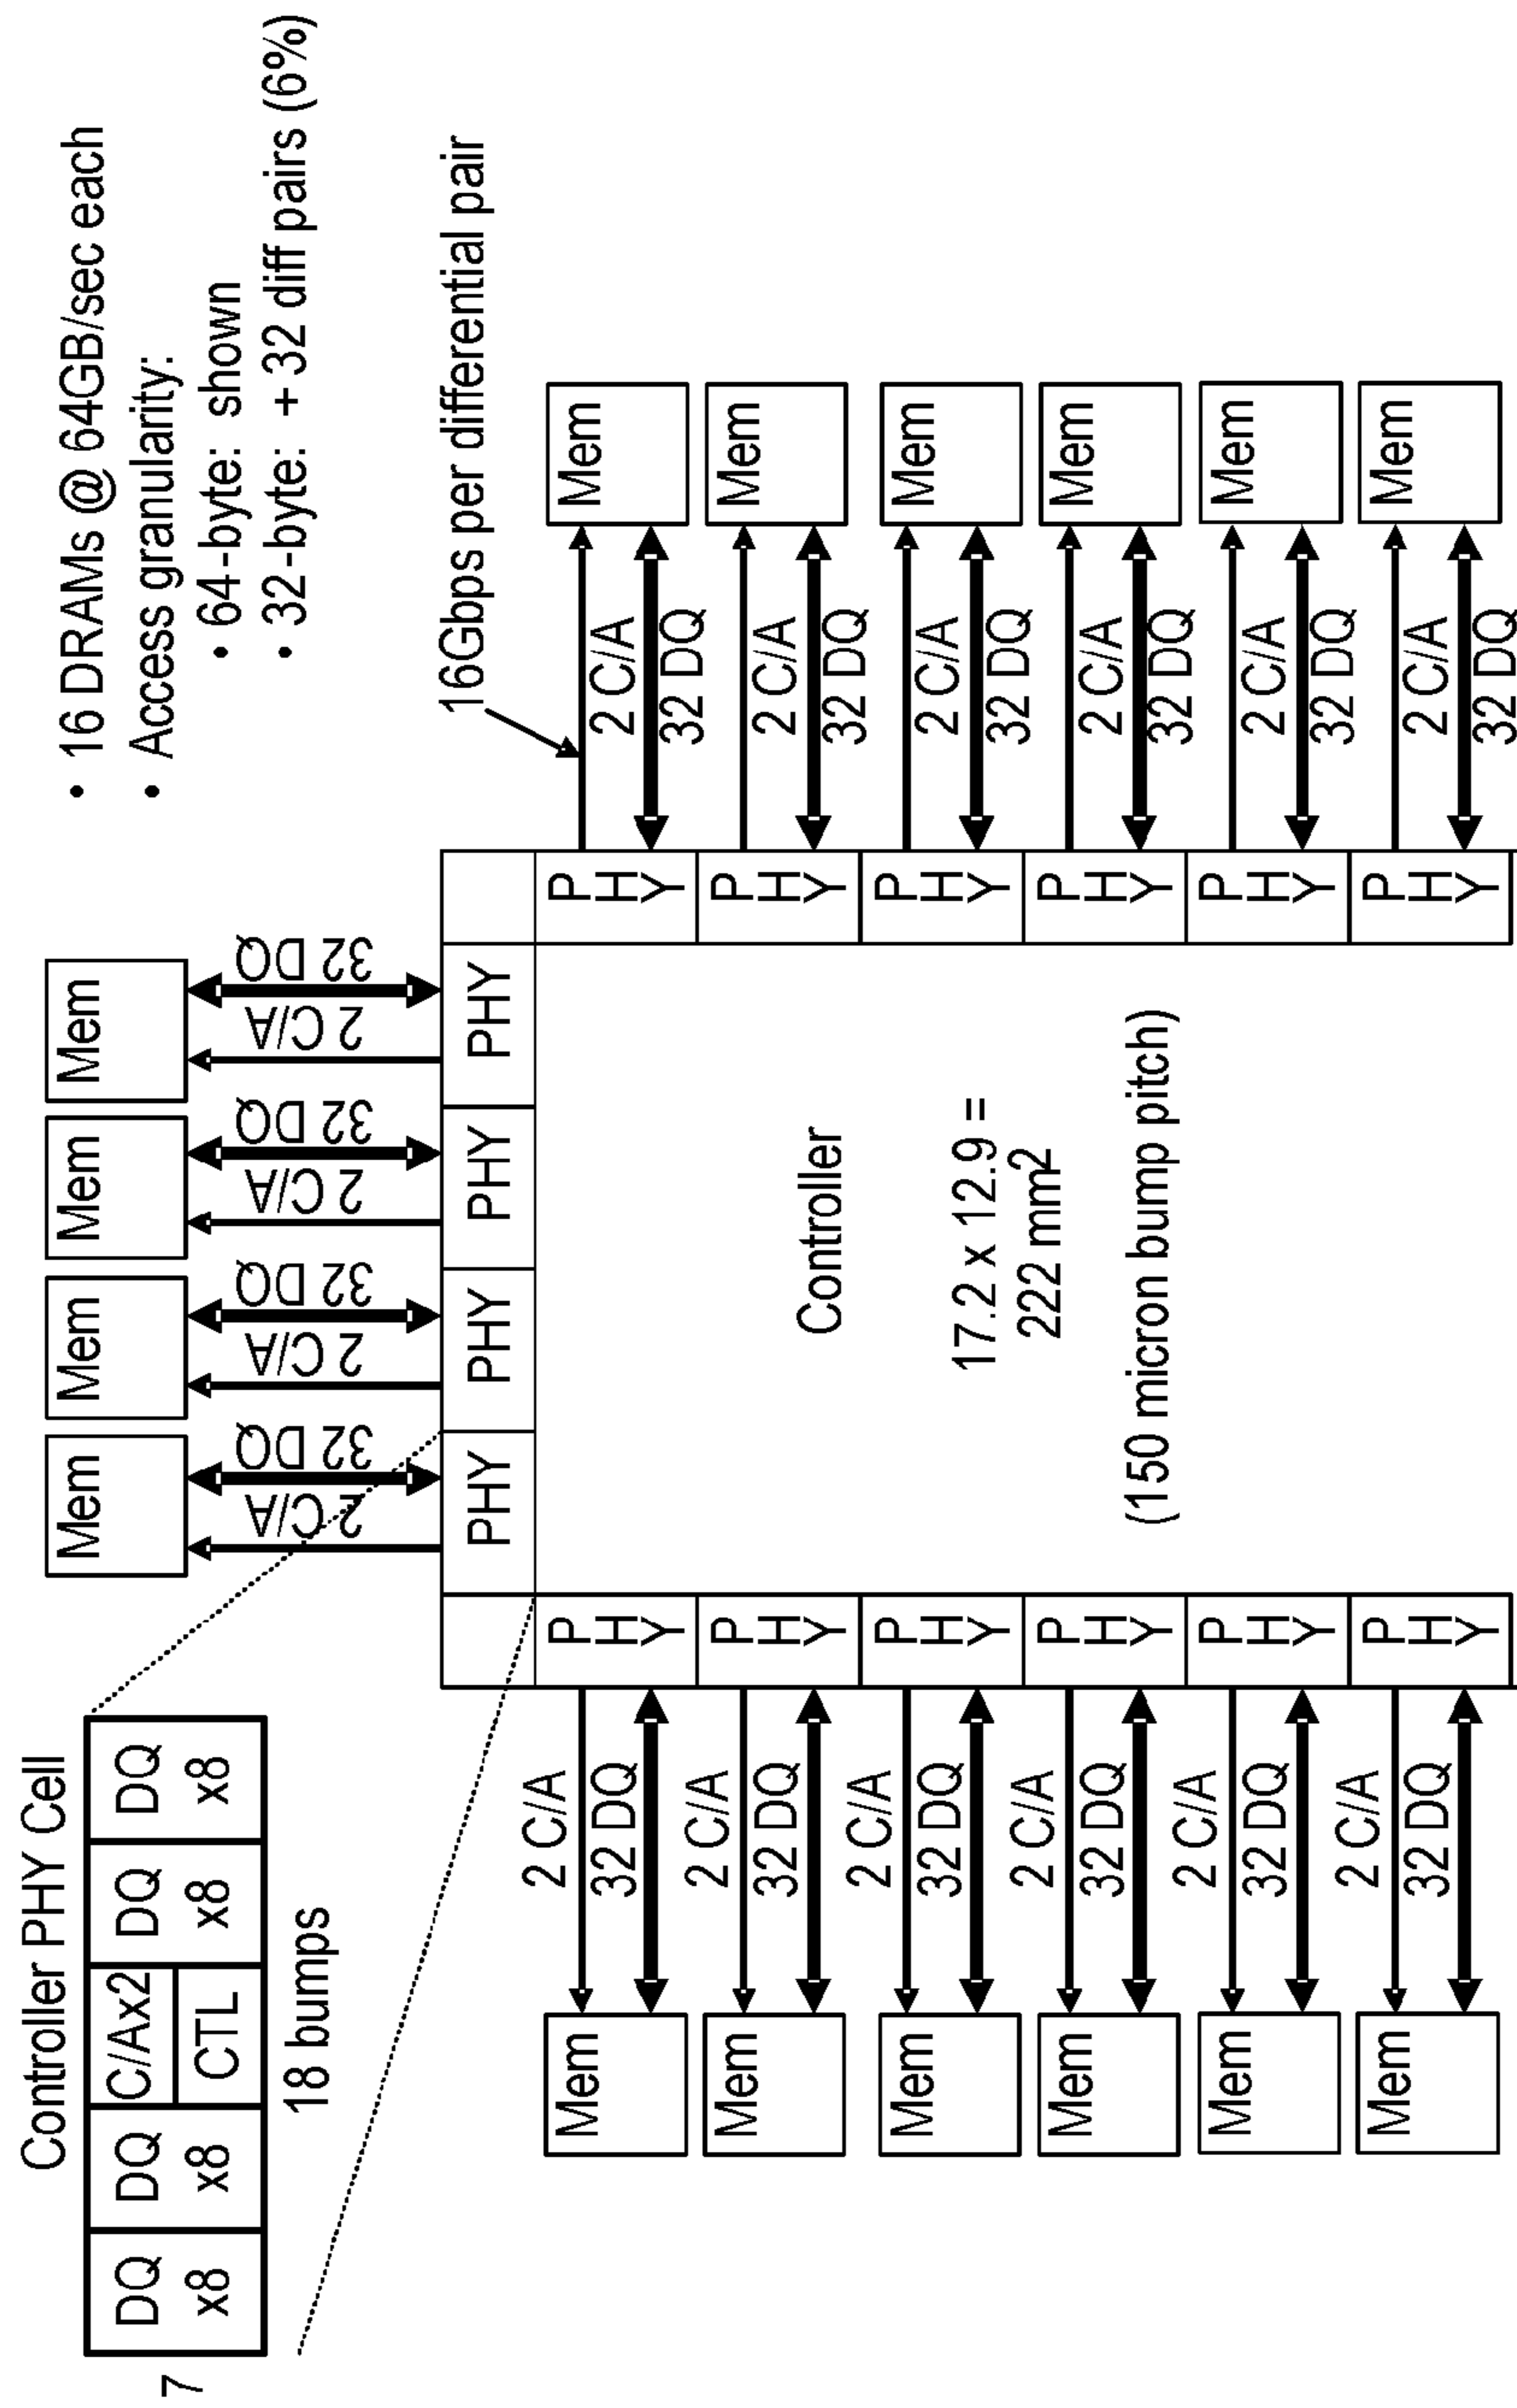 Controller PHY Cell
DQ x8
DQ x8
C/Ax2
CTL
DQ x8
DQ x8
7
18 bumps
Mem
Mem
Mem
Mem
2 C/A
32 DQ
2 C/A
32 DQ
2 C/A
32 DQ
2 C/A
32 DQ
PHY
PHY
PHY
PHY
• 16 DRAMs @ 64GB/sec each
• Access granularity:
• 64-byte: shown
• 32-byte: + 32 diff pairs (6%)
16Gbps per differential pair
Mem
2 C/A
32 DQ
PHY
PHY
2 C/A
32 DQ
Mem
Mem
2 C/A
32 DQ
PHY
PHY
2 C/A
32 DQ
Mem
Mem
2 C/A
32 DQ
PHY
PHY
2 C/A
32 DQ
Mem
Mem
2 C/A
32 DQ
PHY
PHY
2 C/A
32 DQ
Mem
Mem
2 C/A
32 DQ
PHY
PHY
2 C/A
32 DQ
Mem
Mem
2 C/A
32 DQ
PHY
PHY
2 C/A
32 DQ
Mem
Controller
17.2 x 12.9 =
222 mm2
(150 micron bump pitch)